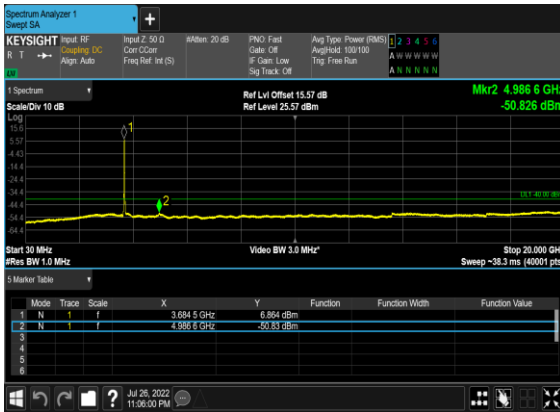 Spectrum Analyzer 1
Swept SA
+
KEYSIGHT Input: RF Input Z: 50 Ω #Atten: 20 dB PNO: Fast Avg Type: Power (RMS) 1 2 3 4 5 6
R T Coupling: DC Corr CCorr Gate: Off Avg|Hold: 100/100 A W W W W W
Align: Auto Freq Ref: Int (S) IF Gain: Low Trig: Free Run
LXI Sig Track: Off A N N N N N
1 Spectrum Ref Lvl Offset 15.57 dB Mkr2 4.986 6 GHz
Scale/Div 10 dB Ref Level 25.57 dBm -50.826 dBm
Log
15.6
5.57
-4.43
-14.4
-24.4
-34.4
-44.4
-54.4
-64.4
1
2
DL1 -40.00 dBm
Start 30 MHz Video BW 3.0 MHz* Stop 20.000 GHz
#Res BW 1.0 MHz Sweep ~38.3 ms (40001 pts)
5 Marker Table
Mode Trace Scale X Y Function Function Width Function Value
1 N 1 f 3.684 5 GHz 6.864 dBm
2 N 1 f 4.986 6 GHz -50.83 dBm
3
4
5
6
? Jul 26, 2022
11:06:00 PM